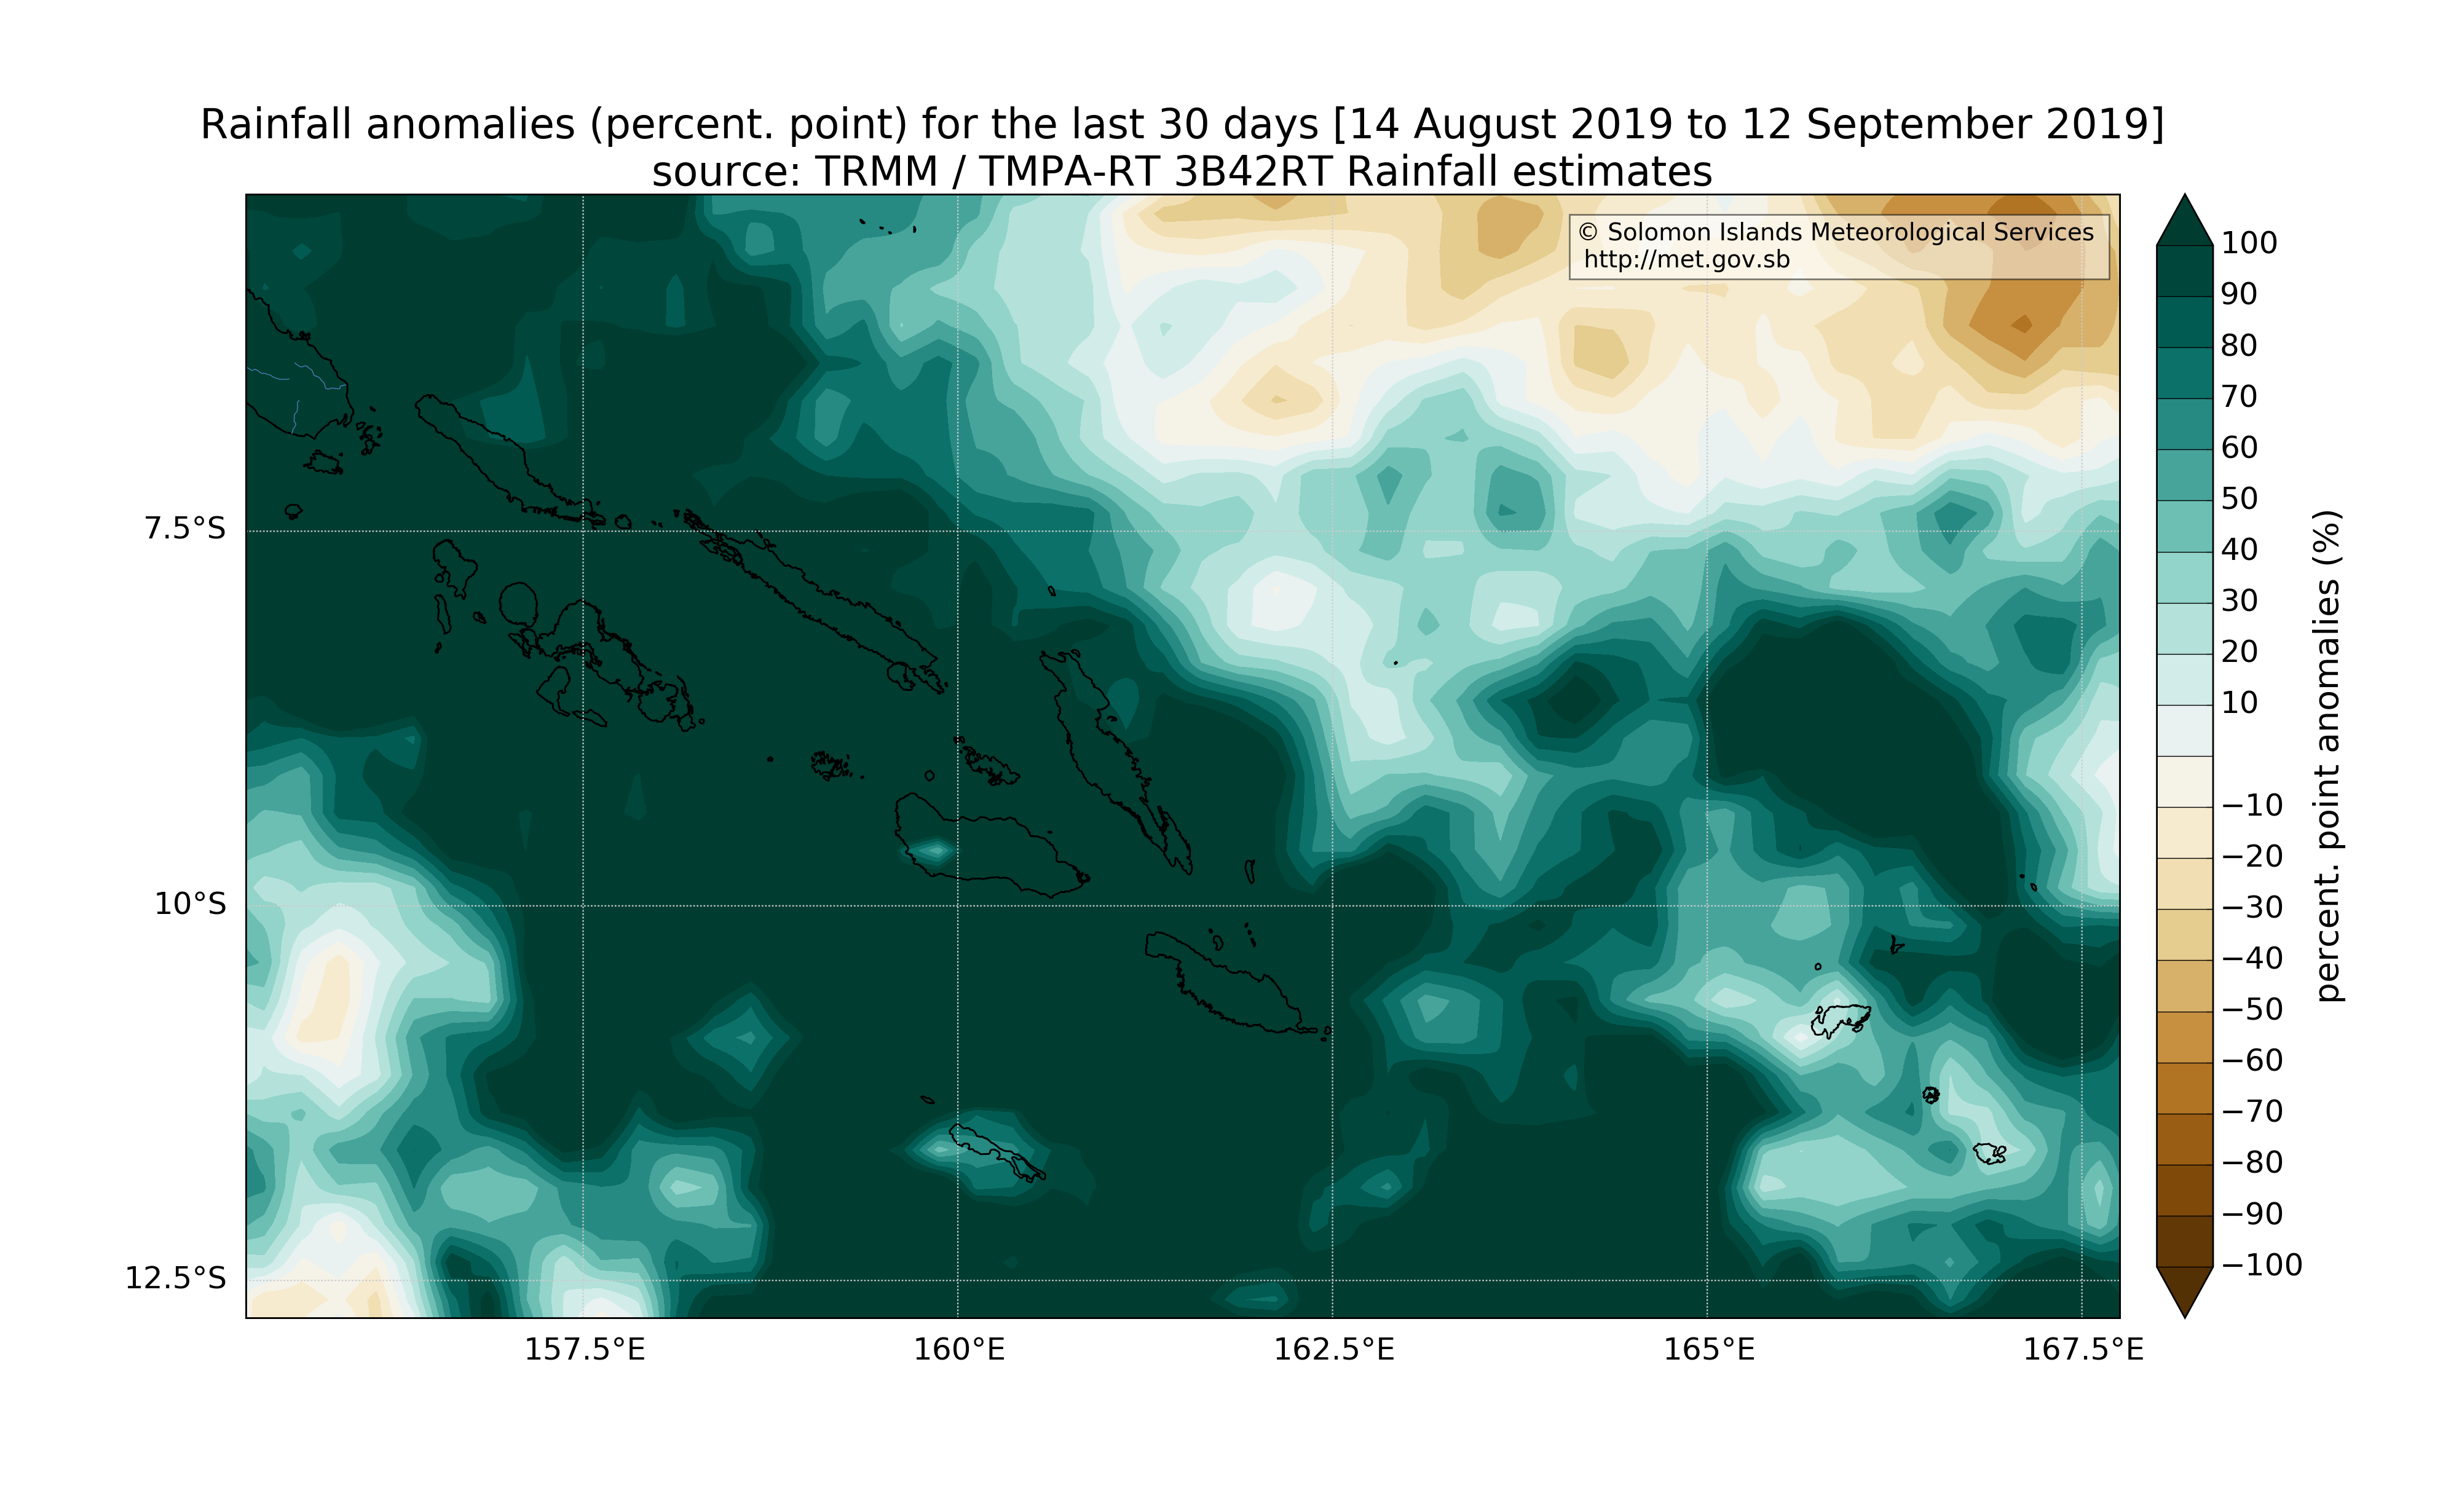 Rainfall anomalies (percent. point) for the last 30 days [14 August 2019 to 12 September 2019]
source: TRMM / TMPA-RT 3B42RT Rainfall estimates
© Solomon Islands Meteorological Services
http://met.gov.sb
7.5°S
10°S
12.5°S
157.5°E
160°E
162.5°E
165°E
167.5°E
100
90
80
70
60
50
40
30
20
10
−10
−20
−30
−40
−50
−60
−70
−80
−90
−100
percent. point anomalies (%)